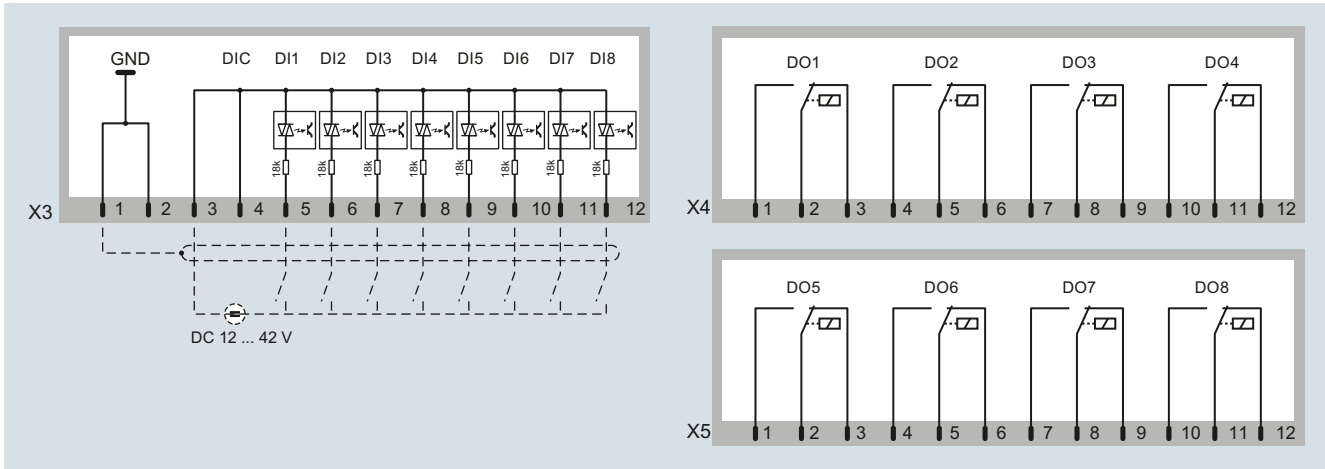 GND DIC DI1 DI2 DI3 DI4 DI5 DI6 DI7 DI8
18k 18k 18k 18k 18k 18k 18k 18k
X3 1 2 3 4 5 6 7 8 9 10 11 12
DC 12 ... 42 V
DO1 DO2 DO3 DO4
X4 1 2 3 4 5 6 7 8 9 10 11 12
DO5 DO6 DO7 DO8
X5 1 2 3 4 5 6 7 8 9 10 11 12